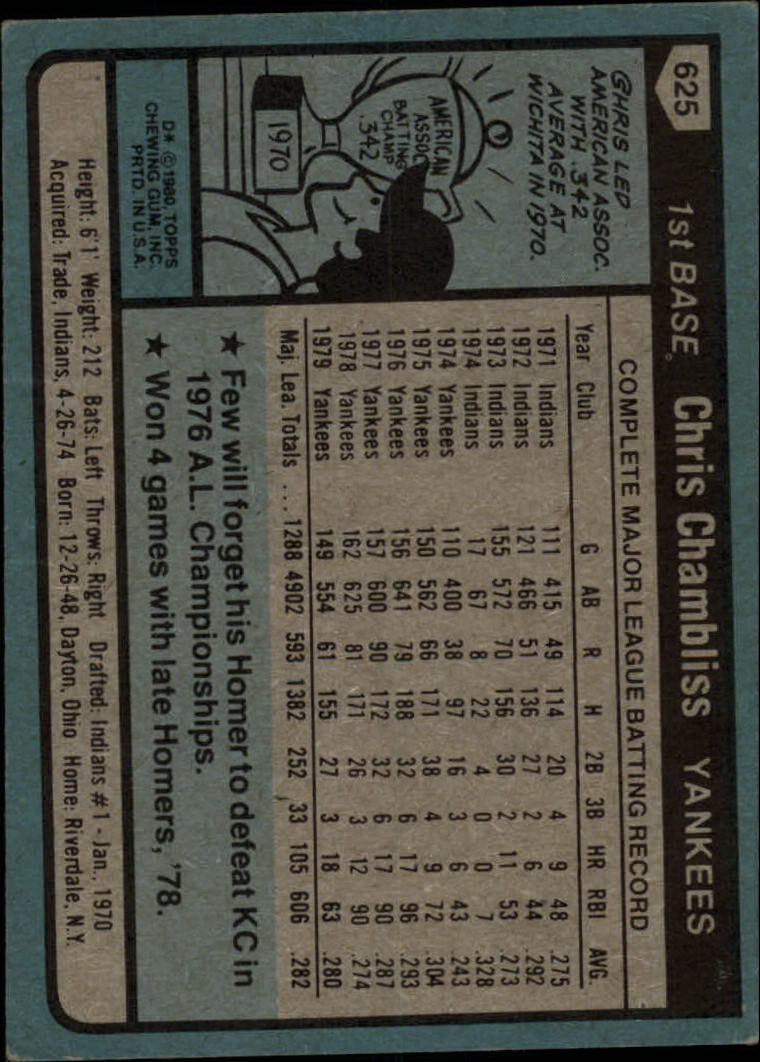 625
1st BASE Chris Chambliss YANKEES
CHRIS LED
AMERICAN ASSOC.
WITH .342
AVERAGE AT
WICHITA IN 1970.
AMERICAN
ASSOC.
BATTING
CHAMP
.342
1970
D* © 1980 TOPPS
CHEWING GUM, INC.
PRTD. IN U.S.A.
COMPLETE MAJOR LEAGUE BATTING RECORD
Year Club G AB R H 2B 3B HR RBI AVG.
1971 Indians 111 415 49 114 20 4 9 48 .275
1972 Indians 121 466 51 136 27 2 6 44 .292
1973 Indians 155 572 70 156 30 2 11 53 .273
1974 Indians 17 67 8 22 4 0 0 7 .328
1974 Yankees 110 400 38 97 16 3 6 43 .243
1975 Yankees 150 562 66 171 38 4 9 72 .304
1976 Yankees 156 641 79 188 32 6 17 96 .293
1977 Yankees 157 600 90 172 32 6 17 90 .287
1978 Yankees 162 625 81 171 26 3 12 90 .274
1979 Yankees 149 554 61 155 27 3 18 63 .280
Maj. Lea. Totals ... 1288 4902 593 1382 252 33 105 606 .282
★ Few will forget his Homer to defeat KC in
1976 A.L. Championships.
★ Won 4 games with late Homers, '78.
Height: 6'1" Weight: 212 Bats: Left Throws: Right Drafted: Indians #1 - Jan., 1970
Acquired: Trade, Indians, 4-26-74 Born: 12-26-48, Dayton, Ohio Home: Riverdale, N.Y.